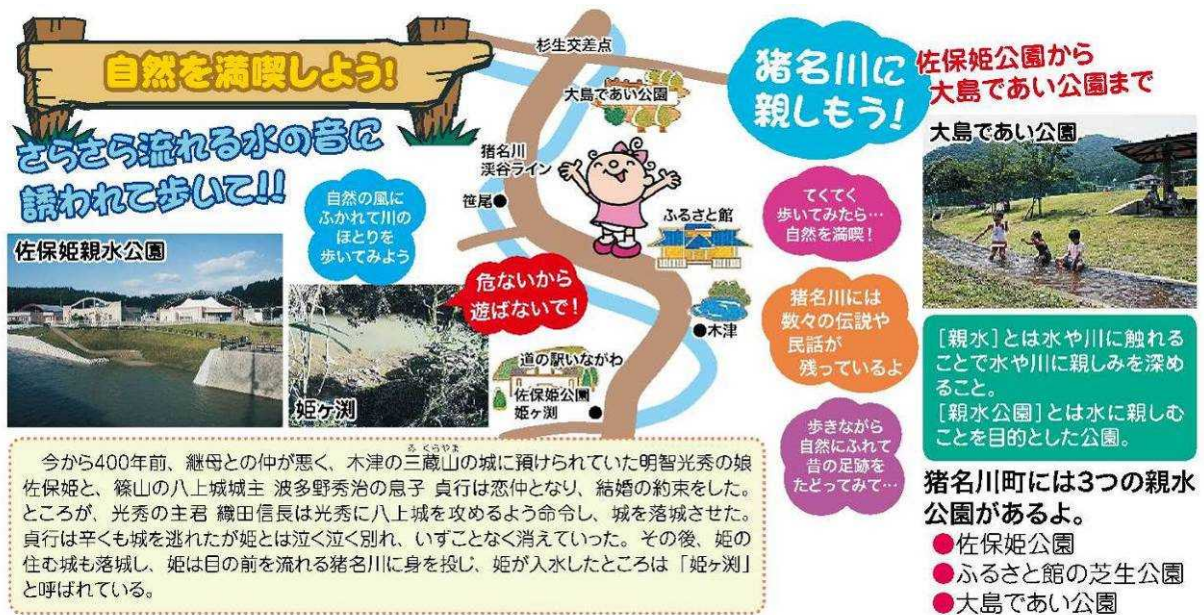 自然を満喫しよう!
さらさら流れる水の音に
誘われて歩いて!!
佐保姫親水公園
自然の風に
ふかれて川の
ほとりを
歩いてみよう
姫ヶ渕
危ないから
遊ばないで!
杉生交差点
大島であい公園
猪名川
渓谷ライン
笹尾●
ふるさと館
●木津
道の駅いながわ
佐保姫公園
姫ヶ渕 ●
猪名川に
親しもう!
てくてく
歩いてみたら…
自然を満喫!
猪名川には
数々の伝説や
民話が
残っているよ
歩きながら
自然にふれて
昔の足跡を
たどってみて…
佐保姫公園から
大島であい公園まで
大島であい公園
[親水]とは水や川に触れる
ことで水や川に親しみを深め
ること。
[親水公園]とは水に親しむ
ことを目的とした公園。
猪名川町には3つの親水
公園があるよ。
●佐保姫公園
●ふるさと館の芝生公園
●大島であい公園
今から400年前、継母との仲が悪く、木津の三蔵山の城に預けられていた明智光秀の娘
佐保姫と、篠山の八上城城主 波多野秀治の息子 貞行は恋仲となり、結婚の約束をした。
ところが、光秀の主君 織田信長は光秀に八上城を攻めるよう命令し、城を落城させた。
貞行は辛くも城を逃れたが姫とは泣く泣く別れ、いずことなく消えていった。その後、姫の
住む城も落城し、姫は目の前を流れる猪名川に身を投じ、姫が入水したところは「姫ヶ渕」
と呼ばれている。